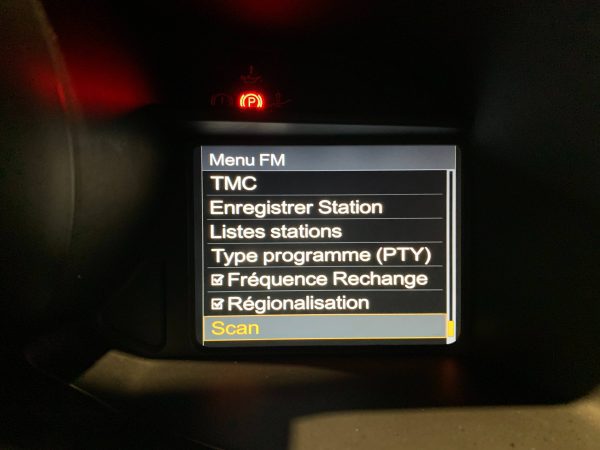 P
Menu FM
TMC
Enregistrer Station
Listes stations
Type programme (PTY)
Fréquence Rechange
Régionalisation
Scan